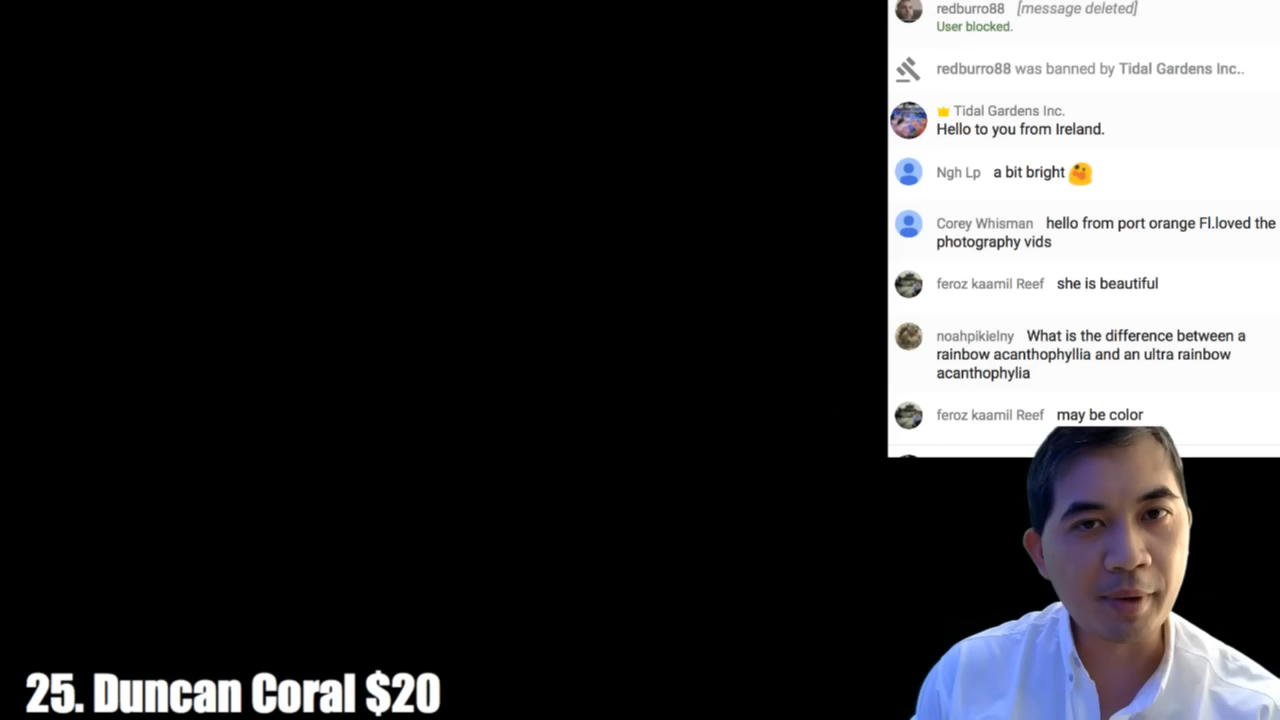 redburro88 [message deleted]
User blocked.
redburro88 was banned by Tidal Gardens Inc..
Tidal Gardens Inc.
Hello to you from Ireland.
Ngh Lp a bit bright
Corey Whisman hello from port orange Fl.loved the
photography vids
feroz kaamil Reef she is beautiful
noahpikielny What is the difference between a
rainbow acanthophyllia and an ultra rainbow
acanthophylia
feroz kaamil Reef may be color
25. Duncan Coral $20